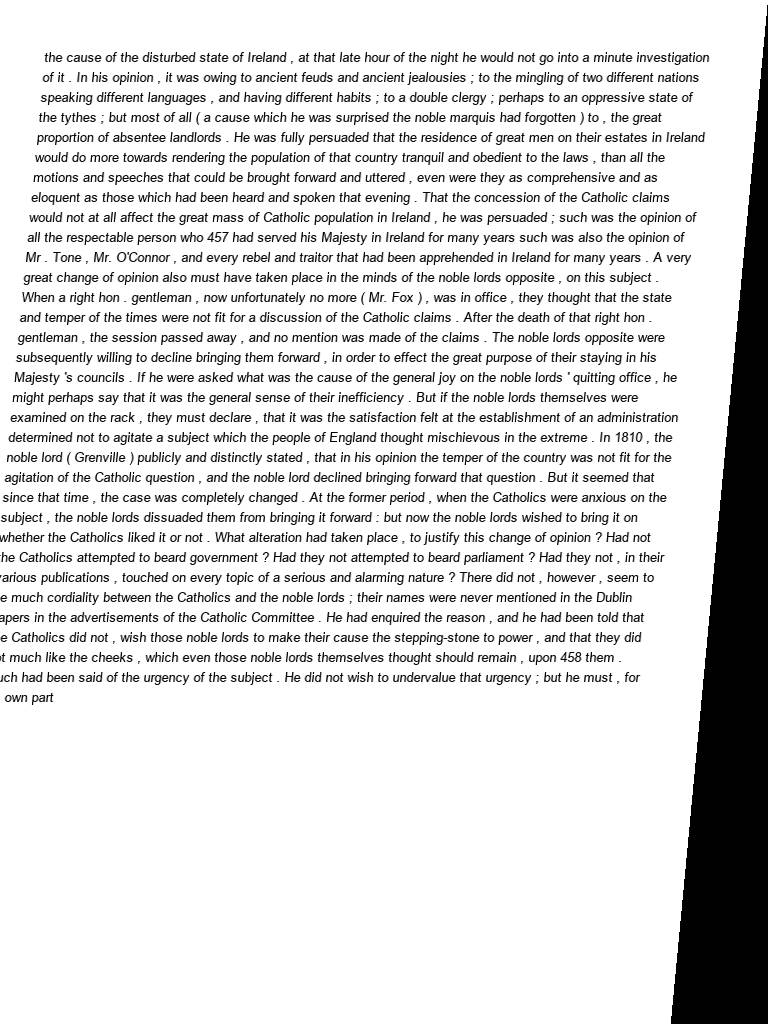 the cause of the disturbed state of Ireland , at that late hour of the night he would not go into a minute investigation
of it . In his opinion , it was owing to ancient feuds and ancient jealousies ; to the mingling of two different nations
speaking different languages , and having different habits ; to a double clergy ; perhaps to an oppressive state of
the tythes ; but most of all ( a cause which he was surprised the noble marquis had forgotten ) to , the great
proportion of absentee landlords . He was fully persuaded that the residence of great men on their estates in Ireland
would do more towards rendering the population of that country tranquil and obedient to the laws , than all the
motions and speeches that could be brought forward and uttered , even were they as comprehensive and as
eloquent as those which had been heard and spoken that evening . That the concession of the Catholic claims
would not at all affect the great mass of Catholic population in Ireland , he was persuaded ; such was the opinion of
all the respectable person who 457 had served his Majesty in Ireland for many years such was also the opinion of
Mr . Tone , Mr. O'Connor , and every rebel and traitor that had been apprehended in Ireland for many years . A very
great change of opinion also must have taken place in the minds of the noble lords opposite , on this subject .
When a right hon . gentleman , now unfortunately no more ( Mr. Fox ) , was in office , they thought that the state
and temper of the times were not fit for a discussion of the Catholic claims . After the death of that right hon .
gentleman , the session passed away , and no mention was made of the claims . The noble lords opposite were
subsequently willing to decline bringing them forward , in order to effect the great purpose of their staying in his
Majesty 's councils . If he were asked what was the cause of the general joy on the noble lords ' quitting office , he
might perhaps say that it was the general sense of their inefficiency . But if the noble lords themselves were
examined on the rack , they must declare , that it was the satisfaction felt at the establishment of an administration
determined not to agitate a subject which the people of England thought mischievous in the extreme . In 1810 , the
noble lord ( Grenville ) publicly and distinctly stated , that in his opinion the temper of the country was not fit for the
agitation of the Catholic question , and the noble lord declined bringing forward that question . But it seemed that
since that time , the case was completely changed . At the former period , when the Catholics were anxious on the
subject , the noble lords dissuaded them from bringing it forward : but now the noble lords wished to bring it on
whether the Catholics liked it or not . What alteration had taken place , to justify this change of opinion ? Had not
the Catholics attempted to beard government ? Had they not attempted to beard parliament ? Had they not , in their
various publications , touched on every topic of a serious and alarming nature ? There did not , however , seem to
much cordiality between the Catholics and the noble lords ; their names were never mentioned in the Dublin
apers in the advertisements of the Catholic Committee . He had enquired the reason , and he had been told that
Catholics did not , wish those noble lords to make their cause the stepping-stone to power , and that they did
much like the cheeks , which even those noble lords themselves thought should remain , upon 458 them .
uch had been said of the urgency of the subject . He did not wish to undervalue that urgency ; but he must , for
own part